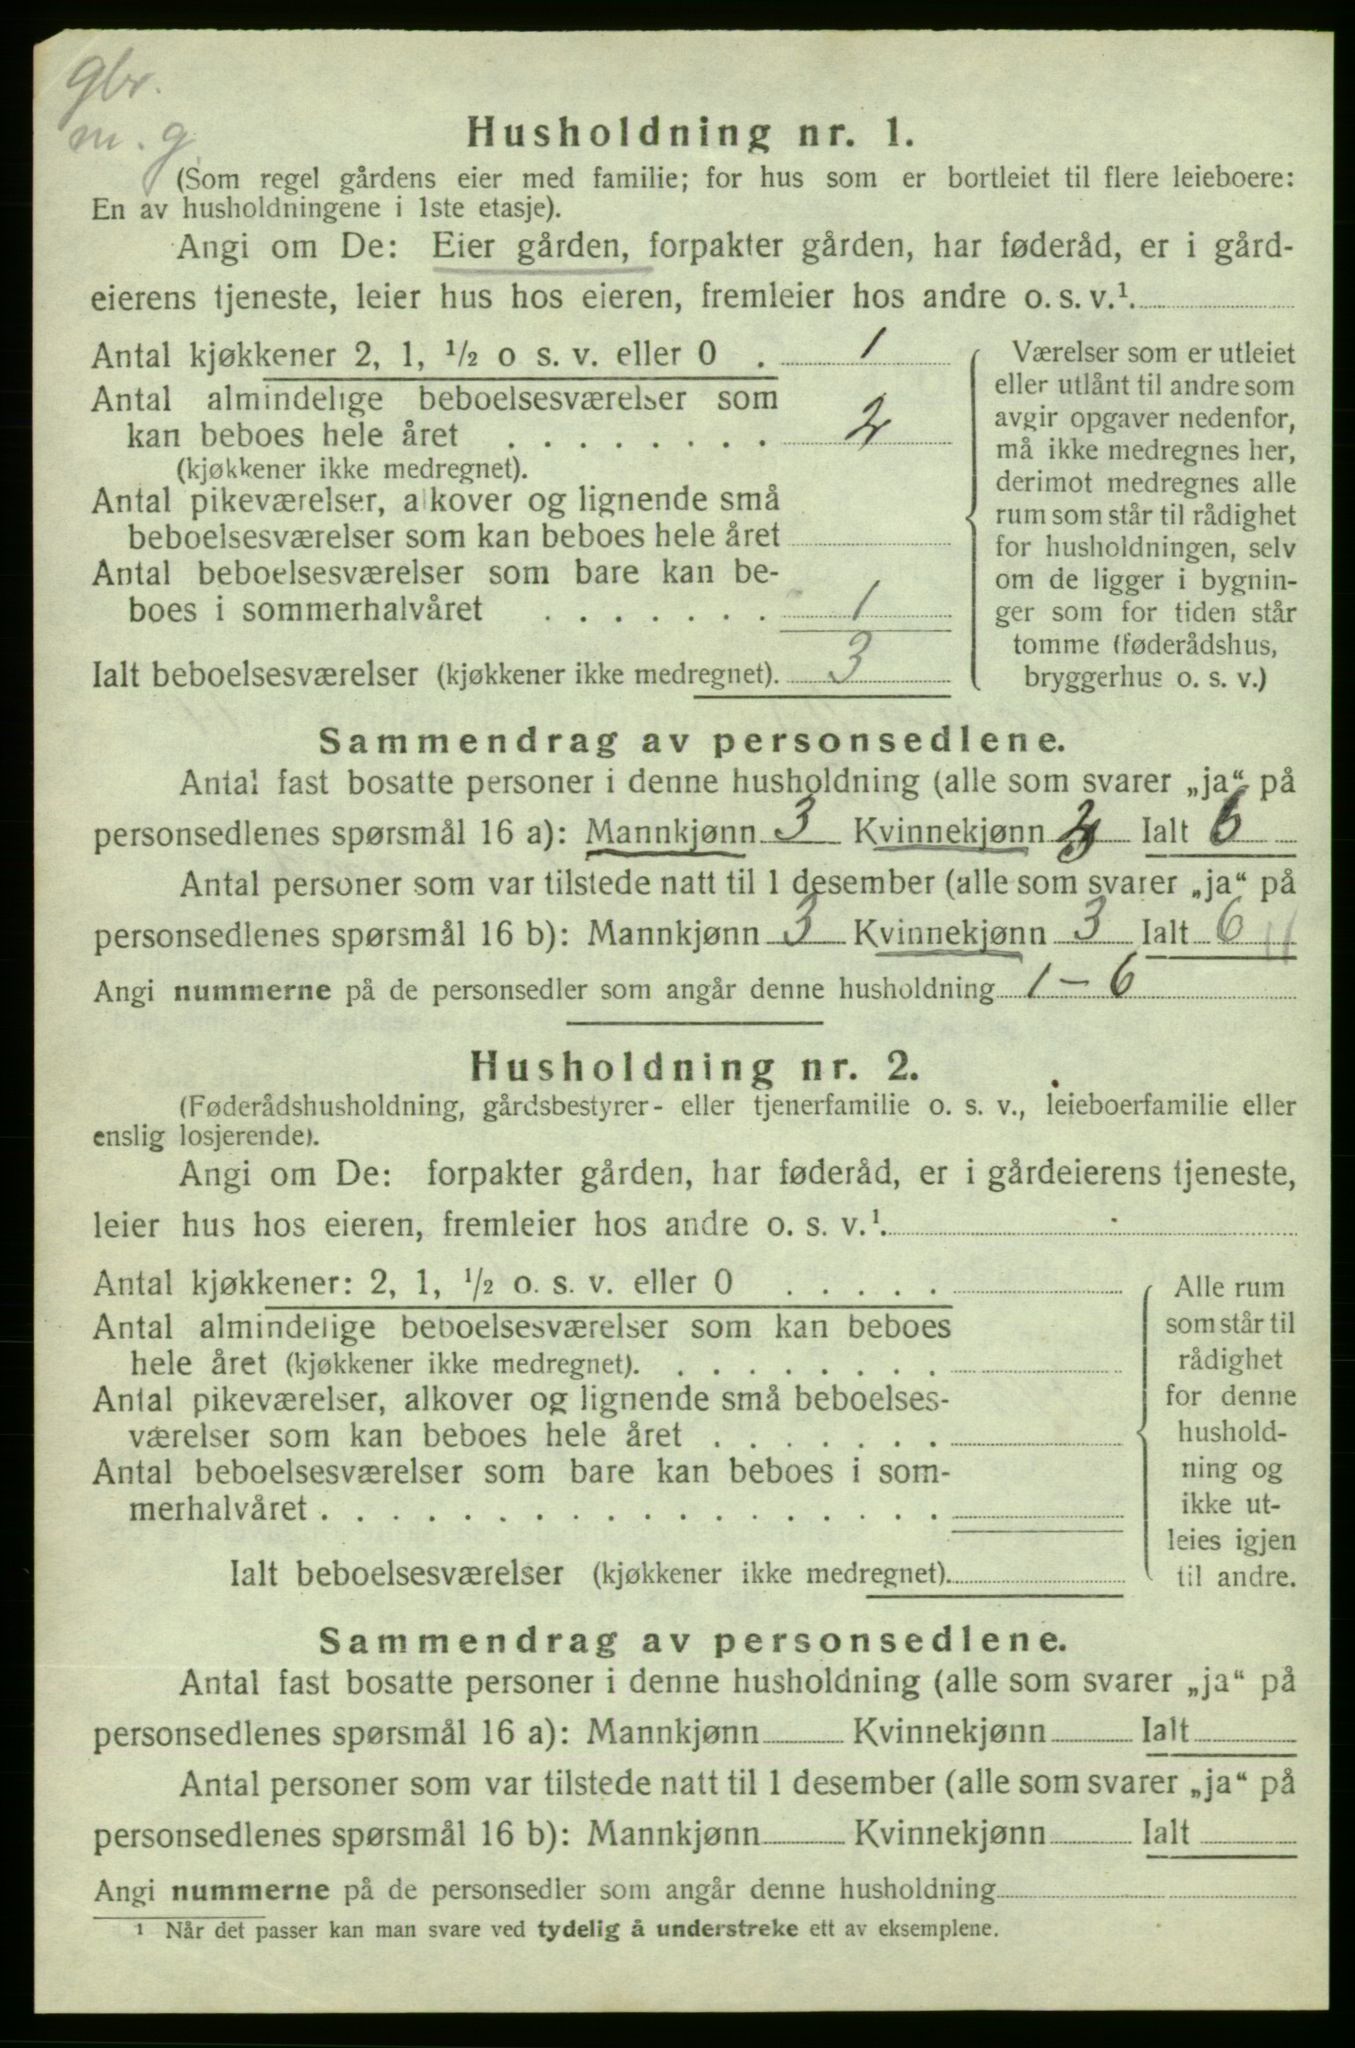 gbr.
m. g.
Husholdning nr. 1.
(Som regel gårdens eier med familie; for hus som er bortleiet til flere leieboere:
En av husholdningene i 1ste etasje).
Angi om De: Eier gården, forpakter gården, har føderåd, er i gård-
eierens tjeneste, leier hus hos eieren, fremleier hos andre o. s. v.¹
Antal kjøkkener 2, 1, ½ o s. v. eller 0 . 1
Antal almindelige beboelsesværelser som
kan beboes hele året . . . . . . . . 2
(kjøkkener ikke medregnet).
Antal pikeværelser, alkover og lignende små
beboelsesværelser som kan beboes hele året
Antal beboelsesværelser som bare kan be-
boes i sommerhalvåret . . . . . . . 1
Ialt beboelsesværelser (kjøkkener ikke medregnet). 3
Værelser som er utleiet
eller utlånt til andre som
avgir opgaver nedenfor,
må ikke medregnes her,
derimot medregnes alle
rum som står til rådighet
for husholdningen, selv
om de ligger i bygnin-
ger som for tiden står
tomme (føderådshus,
bryggerhus o. s. v.)
Sammendrag av personsedlene.
Antal fast bosatte personer i denne husholdning (alle som svarer „ja“ på
personsedlenes spørsmål 16 a): Mannkjønn 3 Kvinnekjønn 3 Ialt 6
Antal personer som var tilstede natt til 1 desember (alle som svarer „ja“ på
personsedlenes spørsmål 16 b): Mannkjønn 3 Kvinnekjønn 3 Ialt 6
Angi nummerne på de personsedler som angår denne husholdning 1 – 6
Husholdning nr. 2.
(Føderådshusholdning, gårdsbestyrer- eller tjenerfamilie o. s. v., leieboerfamilie eller
enslig losjerende).
Angi om De: forpakter gården, har føderåd, er i gårdeierens tjeneste,
leier hus hos eieren, fremleier hos andre o. s. v.¹
Antal kjøkkener: 2, 1, ½ o. s. v. eller 0 . . . . .
Antal almindelige beboelsesværelser som kan beboes
hele året (kjøkkener ikke medregnet). . . . . . . . .
Antal pikeværelser, alkover og lignende små beboelses-
værelser som kan beboes hele året . . . . . . .
Antal beboelsesværelser som bare kan beboes i som-
merhalvåret . . . . . . . . . . . . . . . . . .
Ialt beboelsesværelser (kjøkkener ikke medregnet).
Alle rum
som står til
rådighet
for denne
hushold-
ning og
ikke ut-
leies igjen
til andre.
Sammendrag av personsedlene.
Antal fast bosatte personer i denne husholdning (alle som svarer „ja“ på
personsedlenes spørsmål 16 a): Mannkjønn Kvinnekjønn Ialt
Antal personer som var tilstede natt til 1 desember (alle som svarer „ja“ på
personsedlenes spørsmål 16 b): Mannkjønn Kvinnekjønn Ialt
Angi nummerne på de personsedler som angår denne husholdning
¹ Når det passer kan man svare ved tydelig å understreke ett av eksemplene.